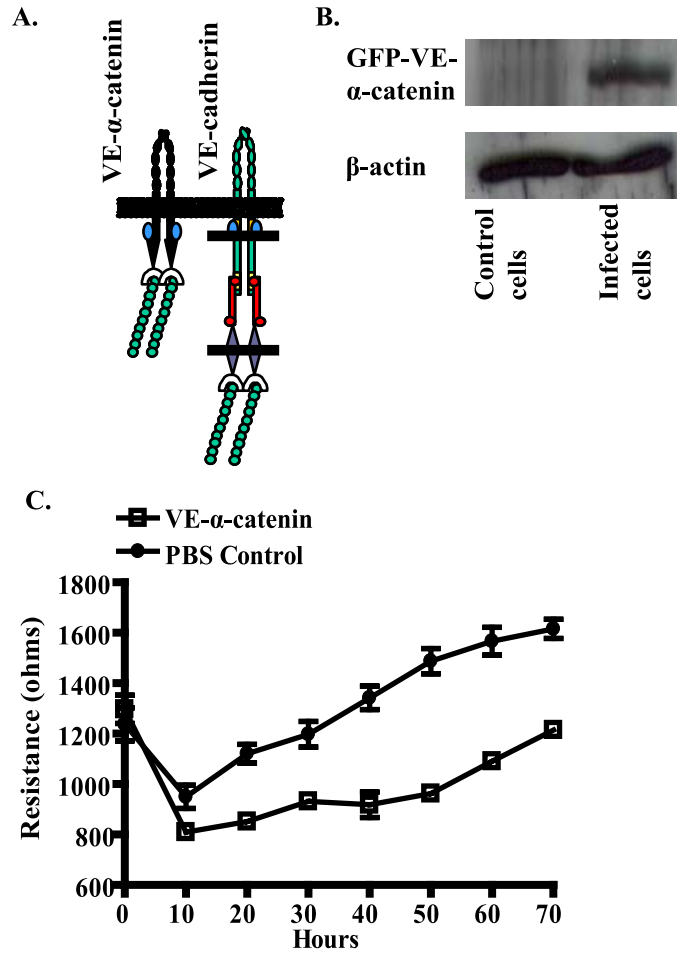 A.
VE-α-catenin
VE-cadherin
B.
GFP-VE-
α-catenin
β-actin
Control
cells
Infected
cells
C.
VE-α-catenin
PBS Control
1800
1600
1400
1200
1000
800
600
Resistance (ohms)
0 10 20 30 40 50 60 70
Hours